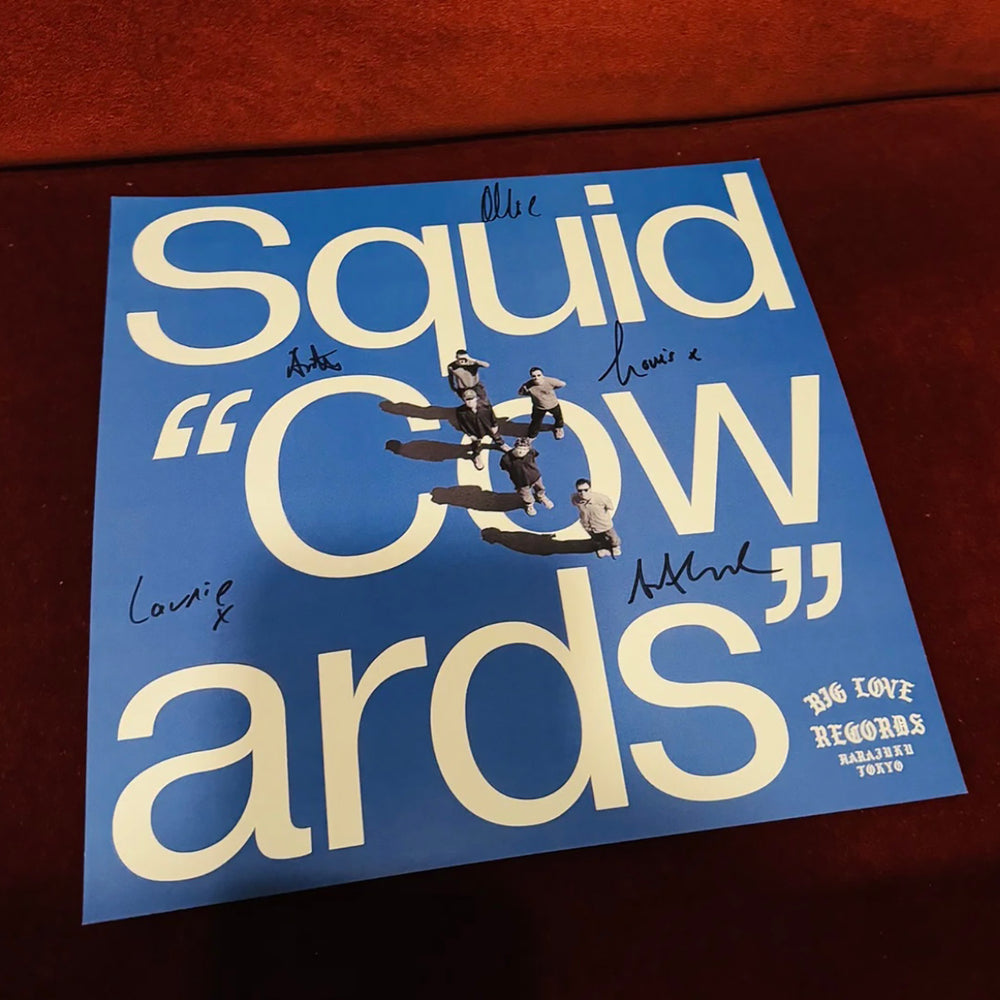 Ollie
Squid
Louis x
“Cow
Laurie
x
ards”
BIG LOVE
RECORDS
HARAJUKU
TOKYO